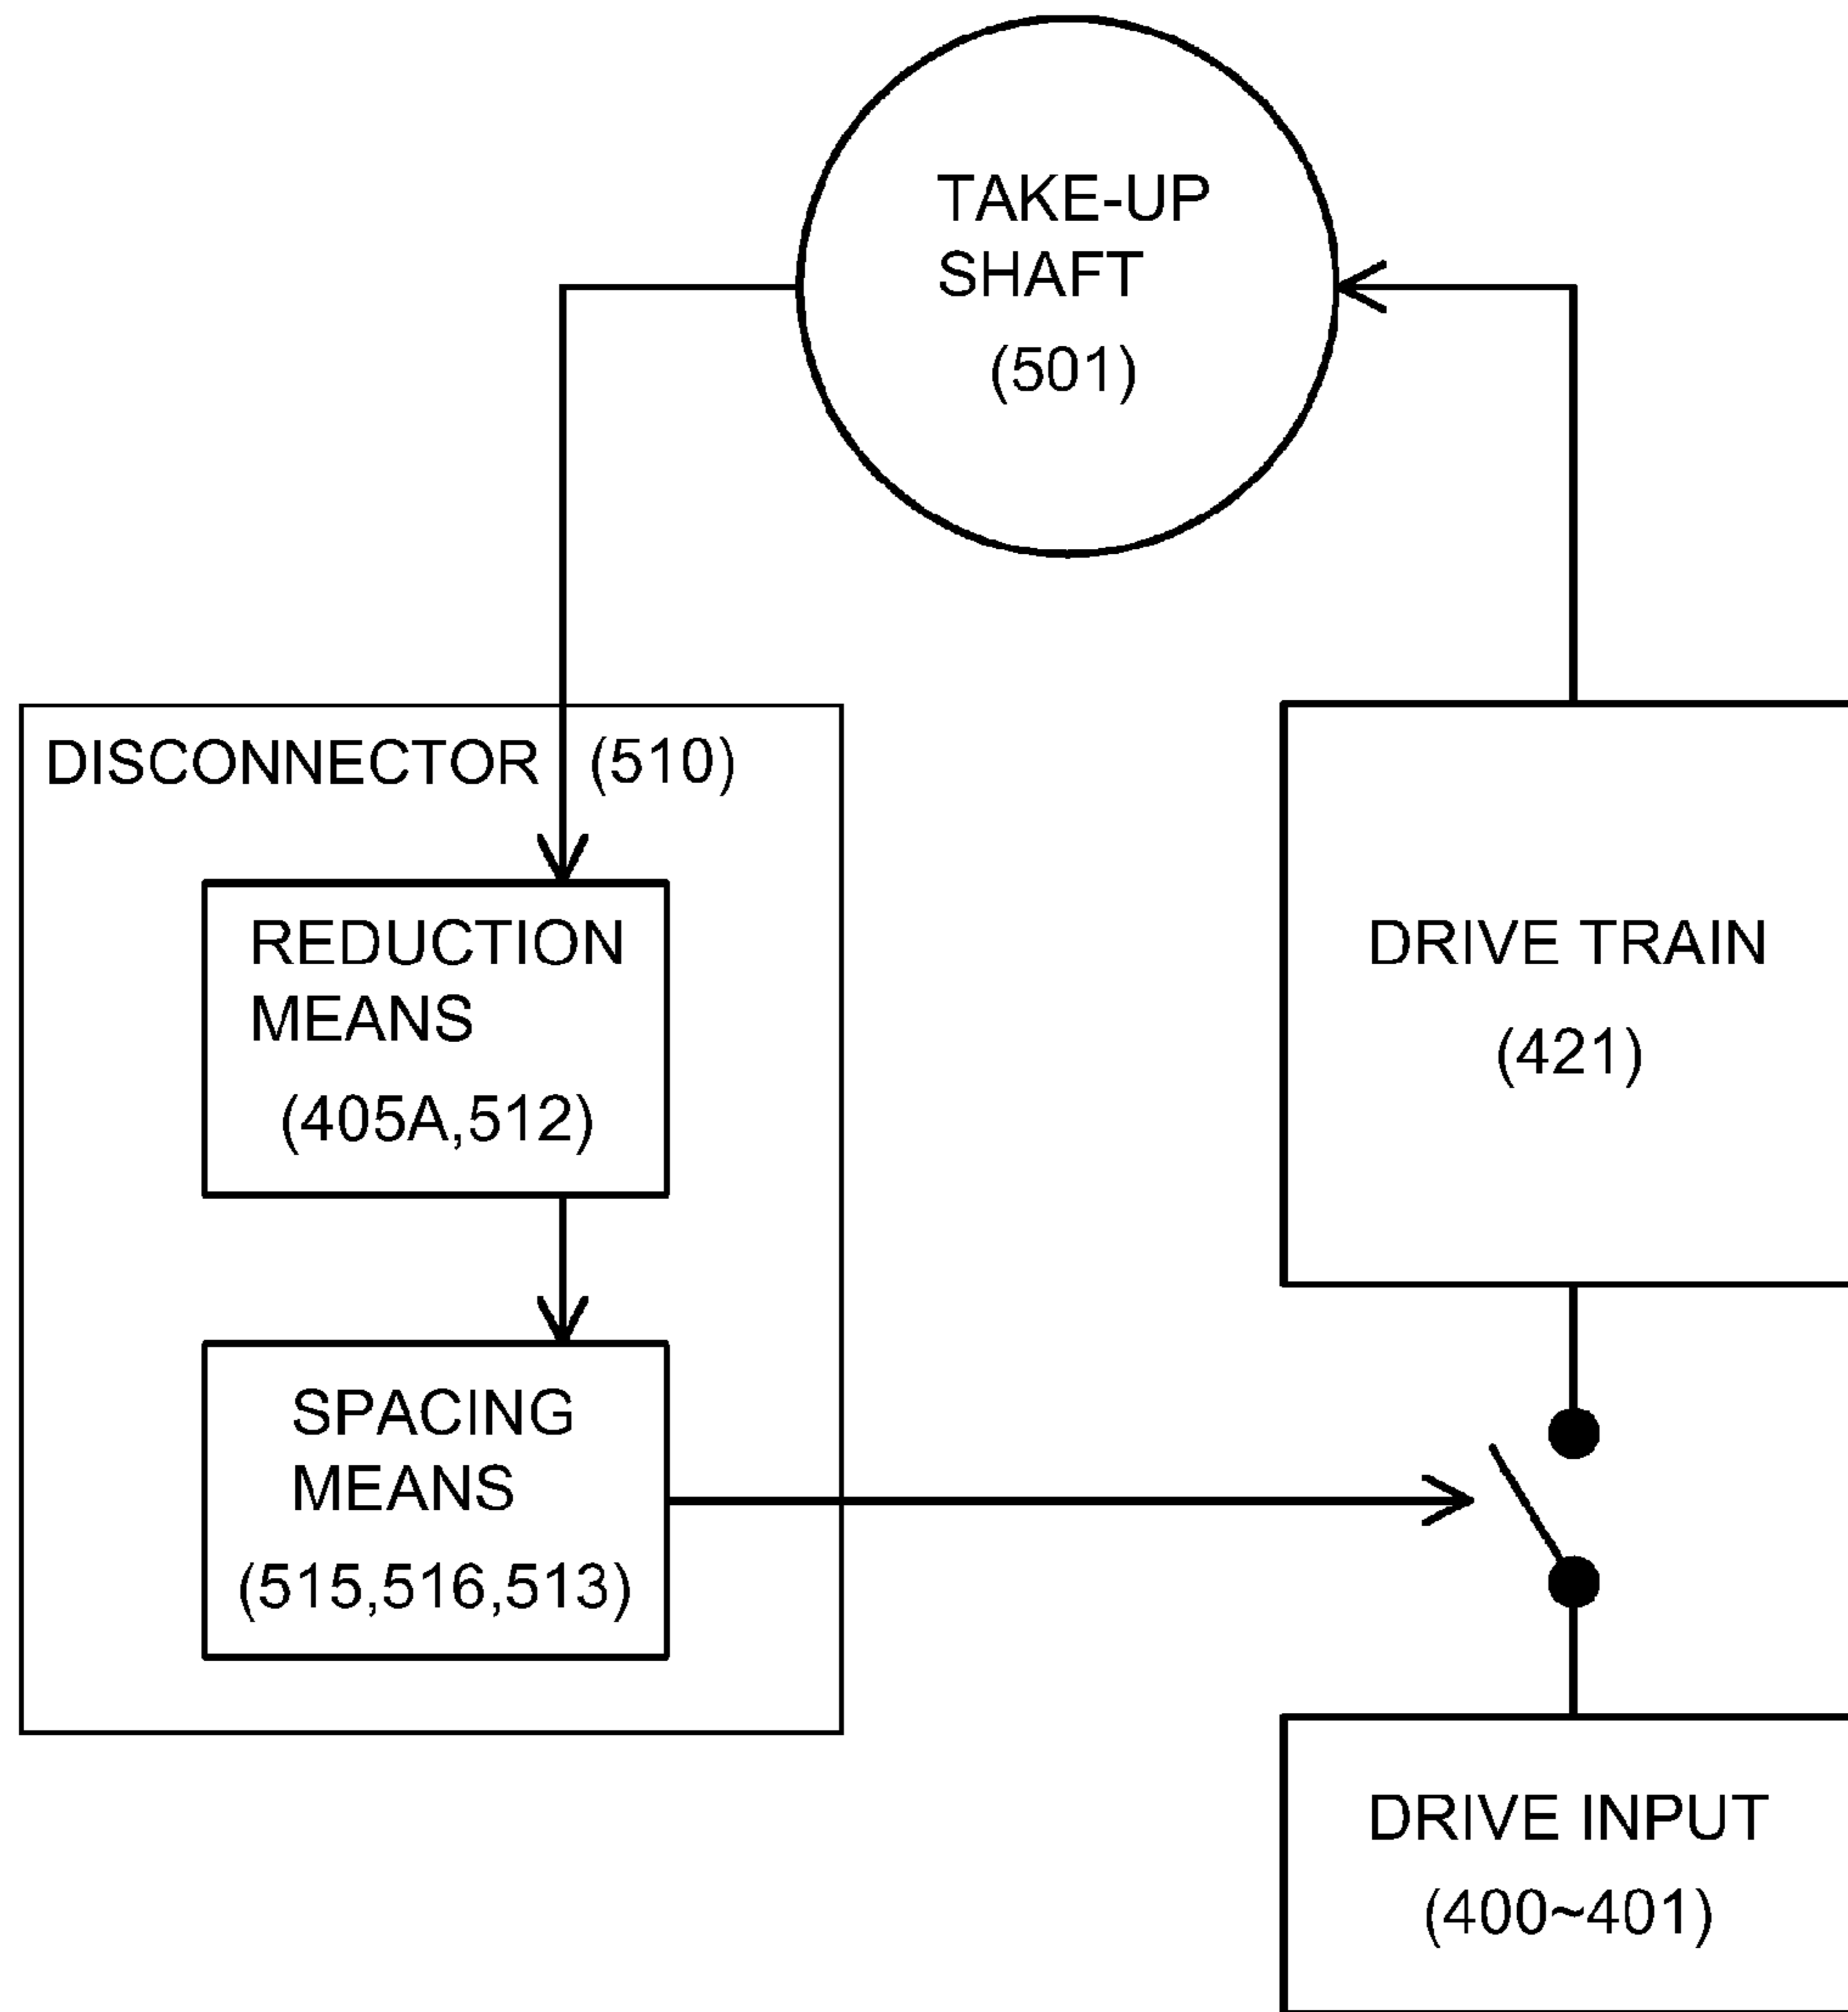 TAKE-UP
SHAFT
(501)
DISCONNECTOR (510)
REDUCTION
MEANS
(405A,512)
DRIVE TRAIN
(421)
SPACING
MEANS
(515,516,513)
DRIVE INPUT
(400~401)